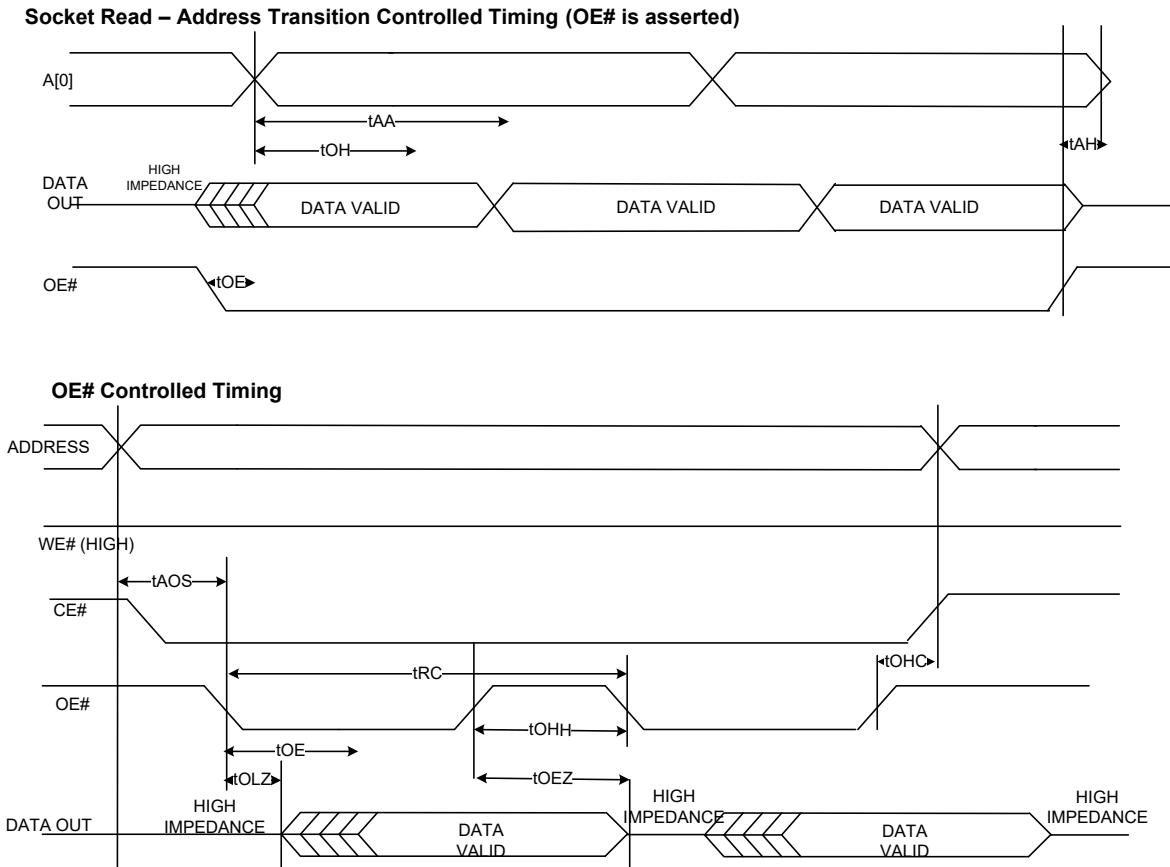 Socket Read – Address Transition Controlled Timing (OE# is asserted)
A[0]
tAA
tOH
tAH
HIGH
IMPEDANCE
DATA
OUT
DATA VALID
DATA VALID
DATA VALID
OE#
tOE
OE# Controlled Timing
ADDRESS
WE# (HIGH)
tAOS
CE#
tRC
tOHC
OE#
tOHH
tOE
tOLZ
tOEZ
HIGH
IMPEDANCE
HIGH
IMPEDANCE
HIGH
IMPEDANCE
DATA OUT
DATA
VALID
DATA
VALID